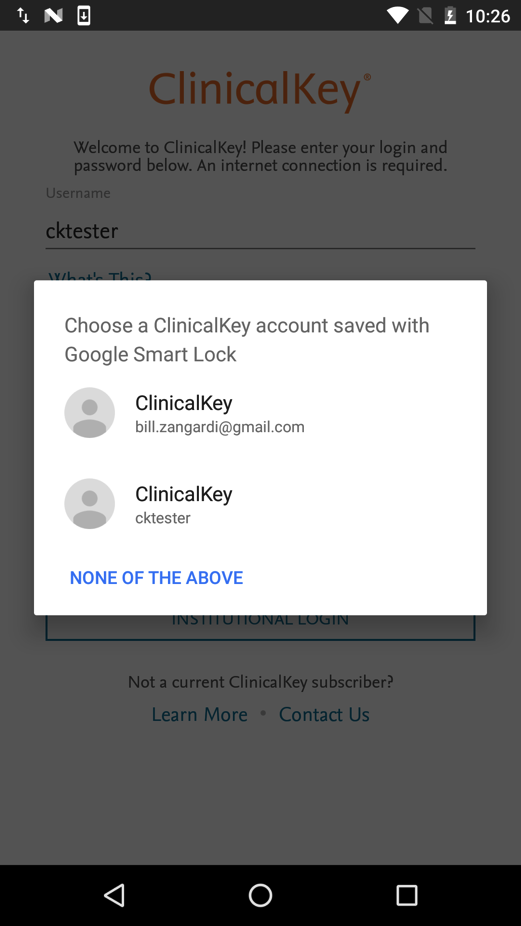 10:26
ClinicalKey®
Welcome to ClinicalKey! Please enter your login and
password below. An internet connection is required.
Username
cktester
What's This?
Choose a ClinicalKey account saved with
Google Smart Lock
ClinicalKey
bill.zangardi@gmail.com
ClinicalKey
cktester
NONE OF THE ABOVE
INSTITUTIONAL LOGIN
Not a current ClinicalKey subscriber?
Learn More • Contact Us